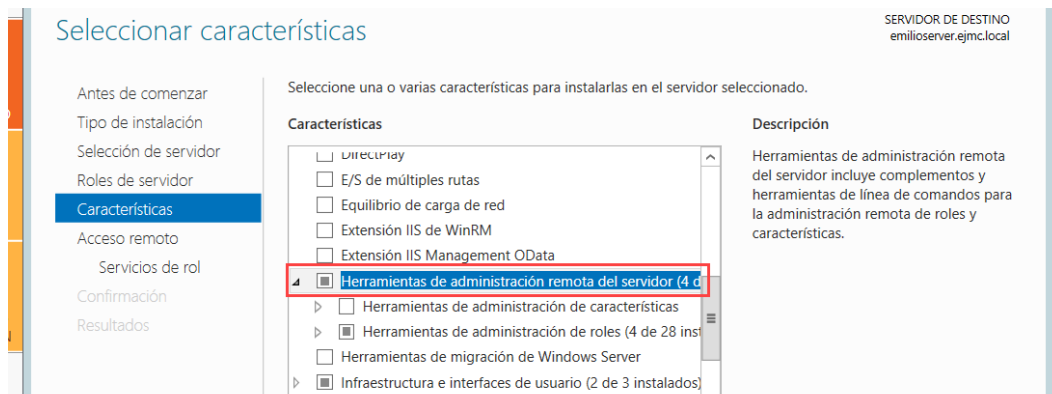 Seleccionar características
SERVIDOR DE DESTINO
emilioserver.ejmc.local
Antes de comenzar
Tipo de instalación
Selección de servidor
Roles de servidor
Características
Acceso remoto
Servicios de rol
Confirmación
Resultados
Seleccione una o varias características para instalarlas en el servidor seleccionado.
Características
DirectPlay
E/S de múltiples rutas
Equilibrio de carga de red
Extensión IIS de WinRM
Extensión IIS Management OData
Herramientas de administración remota del servidor (4 d
Herramientas de administración de características
Herramientas de administración de roles (4 de 28 inst
Herramientas de migración de Windows Server
Infraestructura e interfaces de usuario (2 de 3 instalados)
Descripción
Herramientas de administración remota
del servidor incluye complementos y
herramientas de línea de comandos para
la administración remota de roles y
características.